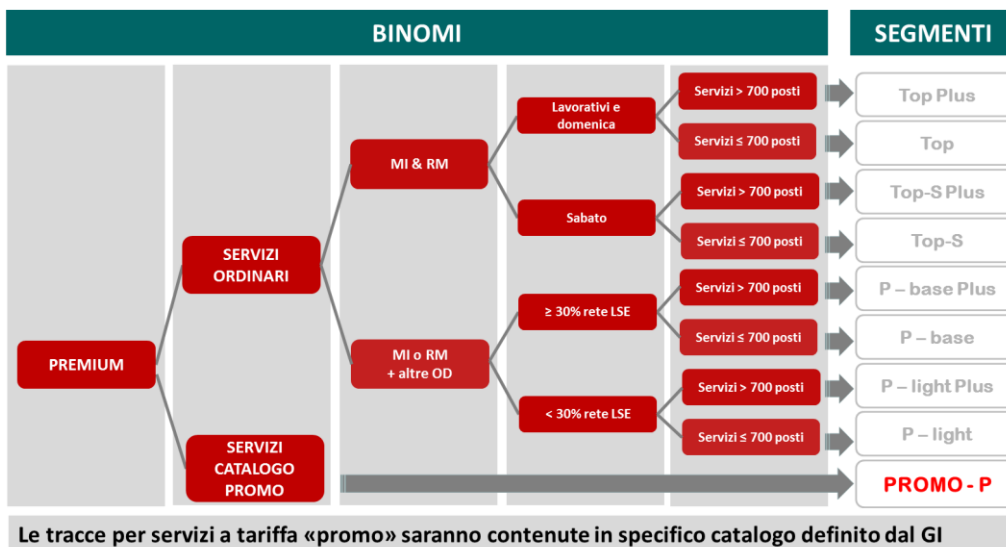 BINOMI
SEGMENTI
PREMIUM
SERVIZI
ORDINARI
SERVIZI
CATALOGO
PROMO
MI & RM
MI o RM
+ altre OD
Lavorativi e
domenica
Sabato
≥ 30% rete LSE
< 30% rete LSE
Servizi > 700 posti
Servizi ≤ 700 posti
Servizi > 700 posti
Servizi ≤ 700 posti
Servizi > 700 posti
Servizi ≤ 700 posti
Servizi > 700 posti
Servizi ≤ 700 posti
Top Plus
Top
Top-S Plus
Top-S
P – base Plus
P – base
P – light Plus
P – light
PROMO - P
Le tracce per servizi a tariffa «promo» saranno contenute in specifico catalogo definito dal GI